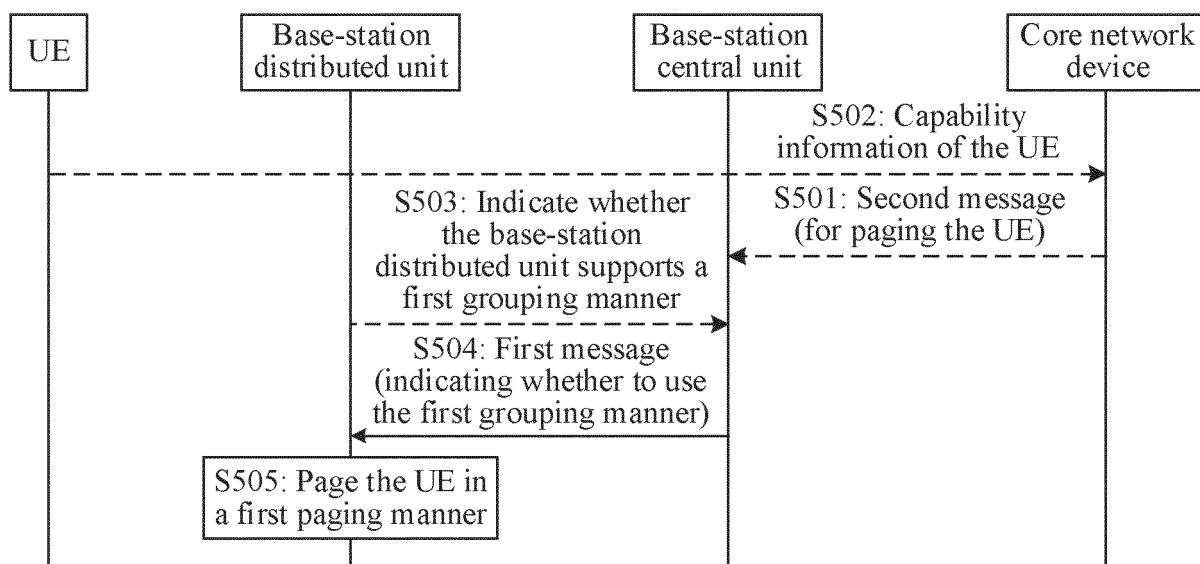 UE
Base-station
distributed unit
Base-station
central unit
Core network
device
S502: Capability
information of the UE
S501: Second message
(for paging the UE)
S503: Indicate whether
the base-station
distributed unit supports a
first grouping manner
S504: First message
(indicating whether to use
the first grouping manner)
S505: Page the UE in
a first paging manner